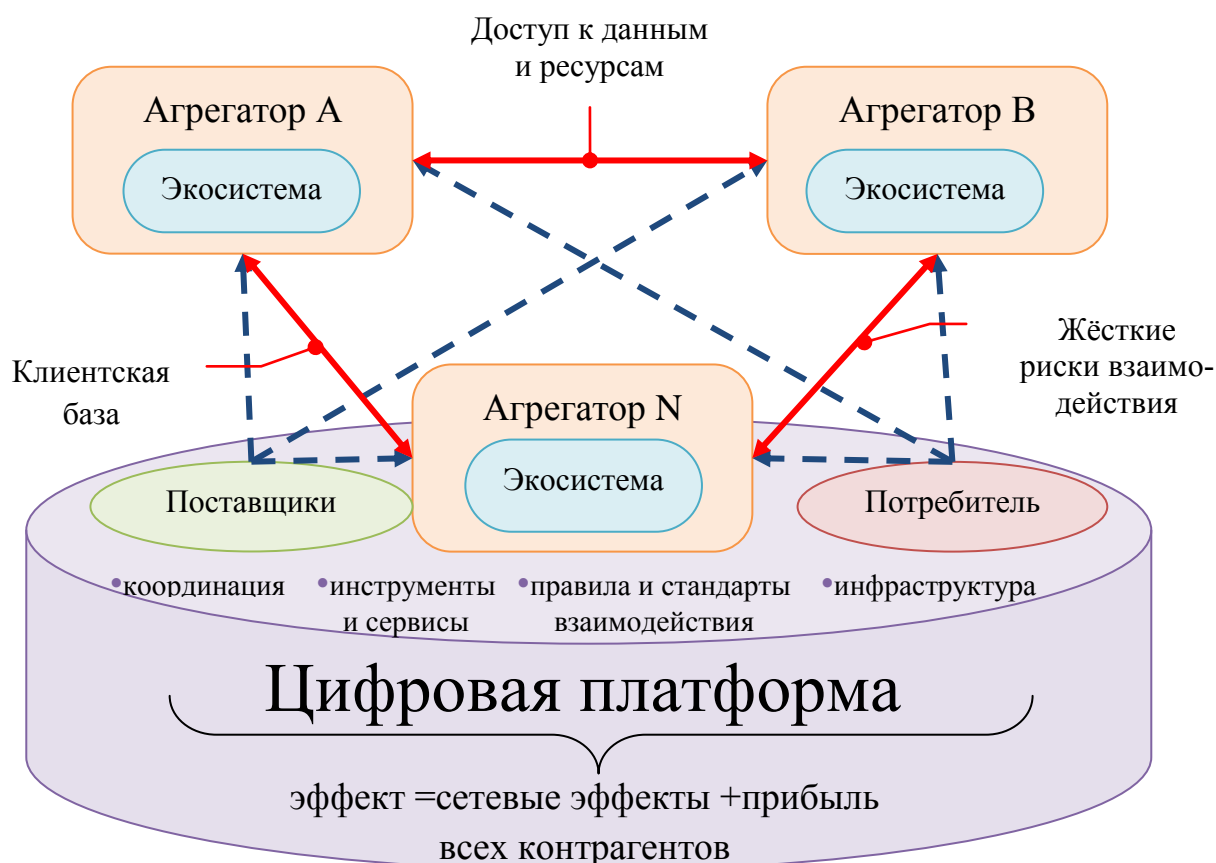 Доступ к данным
и ресурсам
Агрегатор А
Экосистема
Агрегатор В
Экосистема
Клиентская
база
Жёсткие
риски взаимо-
действия
Агрегатор N
Экосистема
Поставщики
Потребитель
•координация
•инструменты
и сервисы
•правила и стандарты
взаимодействия
•инфраструктура
Цифровая платформа
эффект =сетевые эффекты +прибыль
всех контрагентов